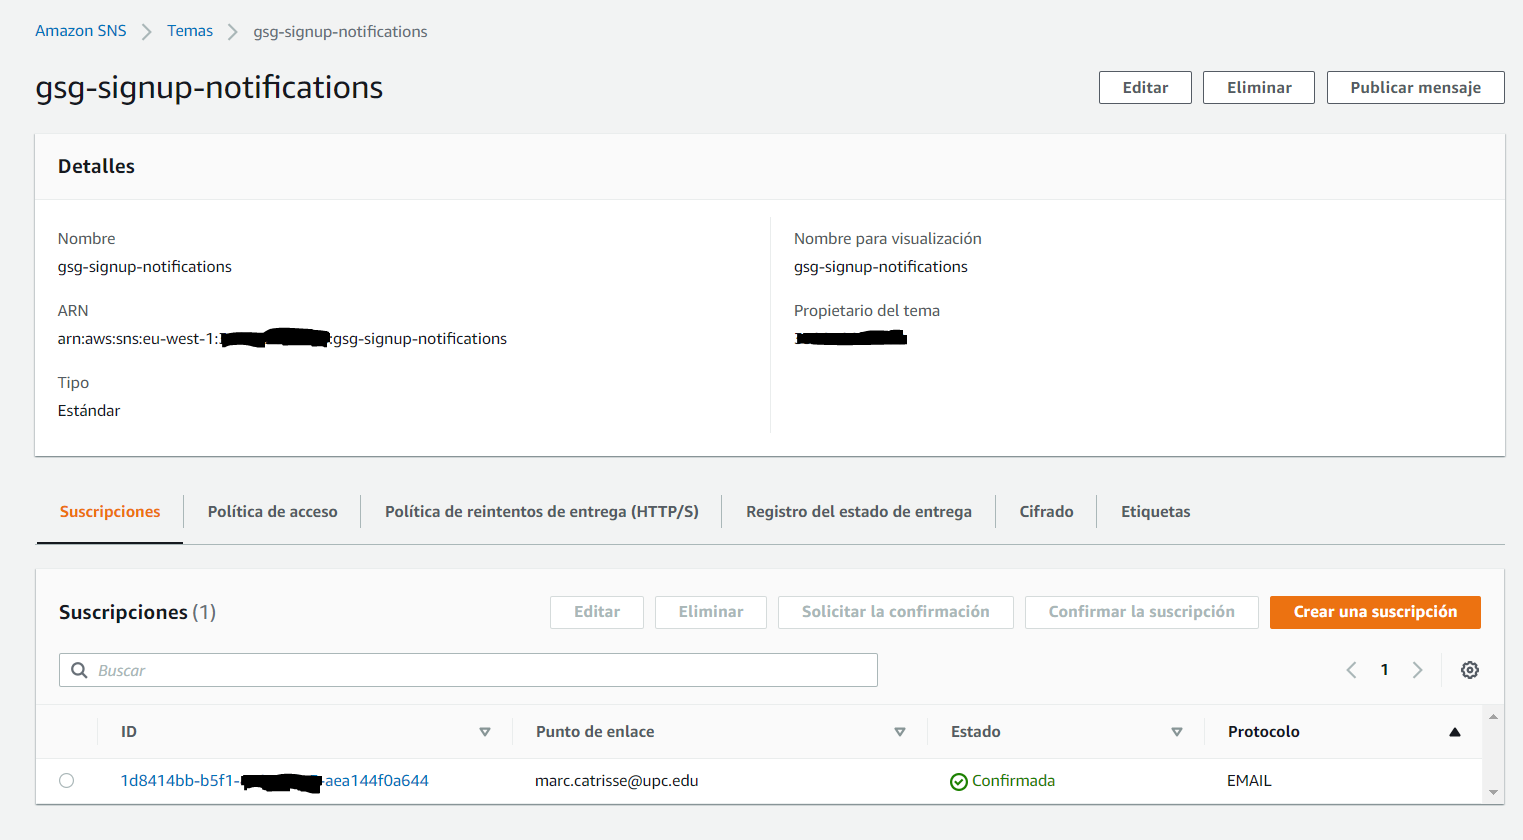 Amazon SNS > Temas > gsg-signup-notifications
gsg-signup-notifications
Editar Eliminar Publicar mensaje
Detalles
Nombre
gsg-signup-notifications
Nombre para visualización
gsg-signup-notifications
ARN
arn:aws:sns:eu-west-1: :gsg-signup-notifications
Propietario del tema
Tipo
Estándar
Suscripciones Política de acceso Política de reintentos de entrega (HTTP/S) Registro del estado de entrega Cifrado Etiquetas
Suscripciones (1)
Editar Eliminar Solicitar la confirmación Confirmar la suscripción Crear una suscripción
Buscar
1
ID Punto de enlace Estado Protocolo
1d8414bb-b5f1- -aea144f0a644 marc.catrisse@upc.edu Confirmada EMAIL